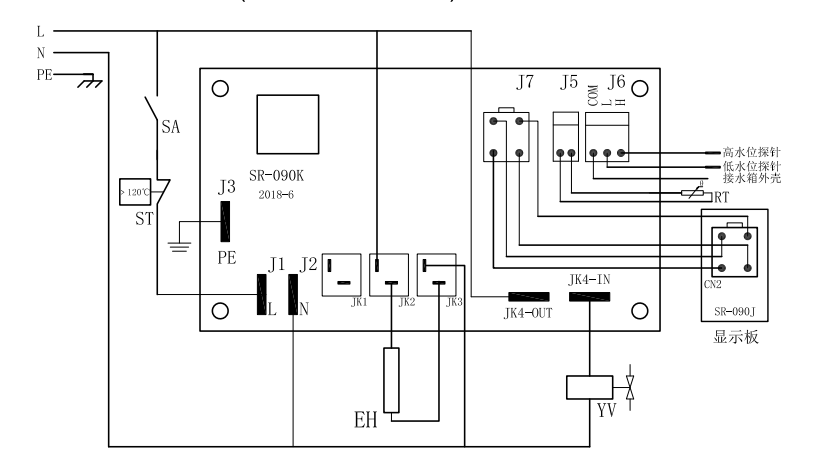 L
N
PE
SA
> 120℃
ST
SR-090K
2018-6
J3
PE
J1
L
J2
N
JK1
JK2
JK3
JK4-OUT
JK4-IN
J7
J5
J6
COM
L
H
高水位探针
低水位探针
接水箱外壳
RT
CN2
SR-090J
显示板
EH
YV